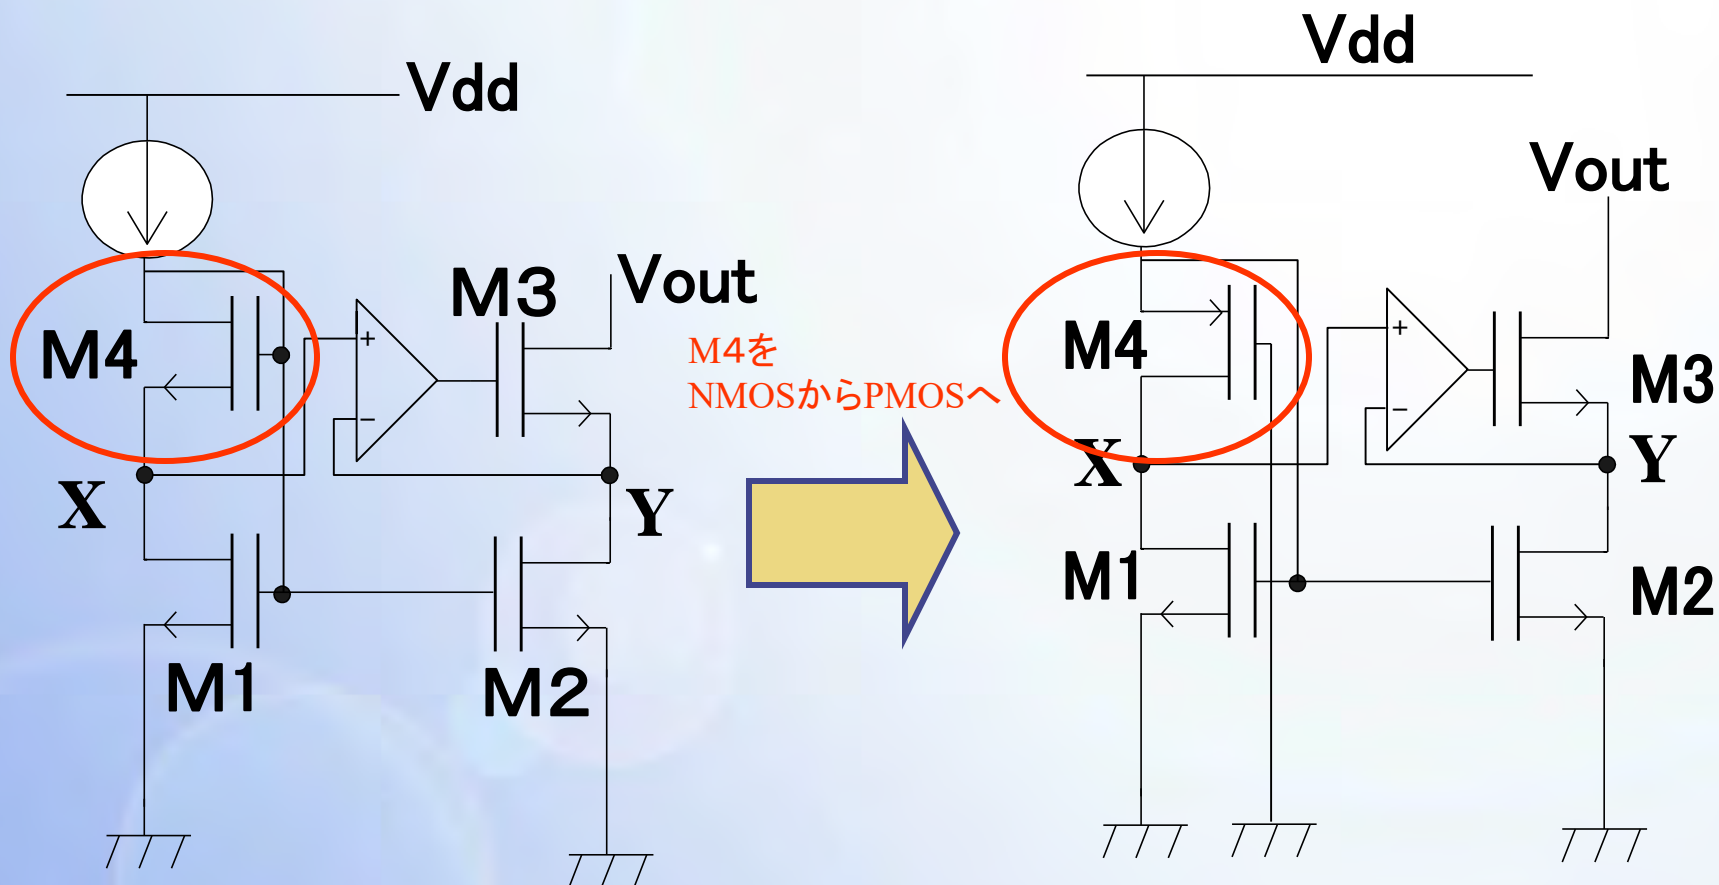 Vdd
Vdd
Vout
Vout
M3
M4
M4を
NMOSからPMOSへ
M4
M3
+
−
+
−
X
Y
X
Y
M1
M2
M1
M2